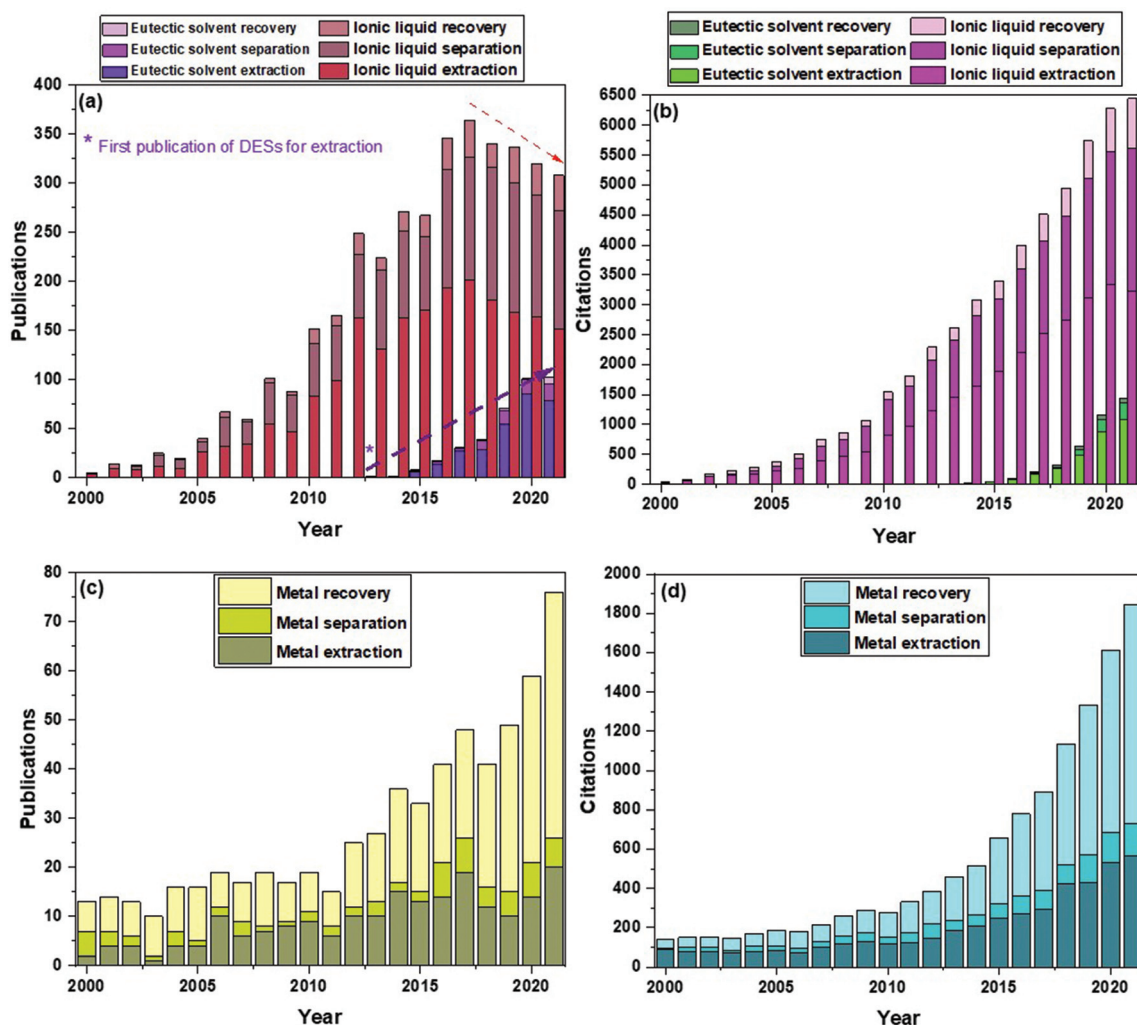 Eutectic solvent recovery Ionic liquid recovery
Eutectic solvent separation Ionic liquid separation
Eutectic solvent extraction Ionic liquid extraction
(a)
* First publication of DESs for extraction
*
Publications
400
350
300
250
200
150
100
50
0
2000 2005 2010 2015 2020
Year
Eutectic solvent recovery Ionic liquid recovery
Eutectic solvent separation Ionic liquid separation
Eutectic solvent extraction Ionic liquid extraction
(b)
Citations
6500
6000
5500
5000
4500
4000
3500
3000
2500
2000
1500
1000
500
0
2000 2005 2010 2015 2020
Year
(c)
Metal recovery
Metal separation
Metal extraction
Publications
80
70
60
50
40
30
20
10
0
2000 2005 2010 2015 2020
Year
(d)
Metal recovery
Metal separation
Metal extraction
Citations
2000
1800
1600
1400
1200
1000
800
600
400
200
0
2000 2005 2010 2015 2020
Year